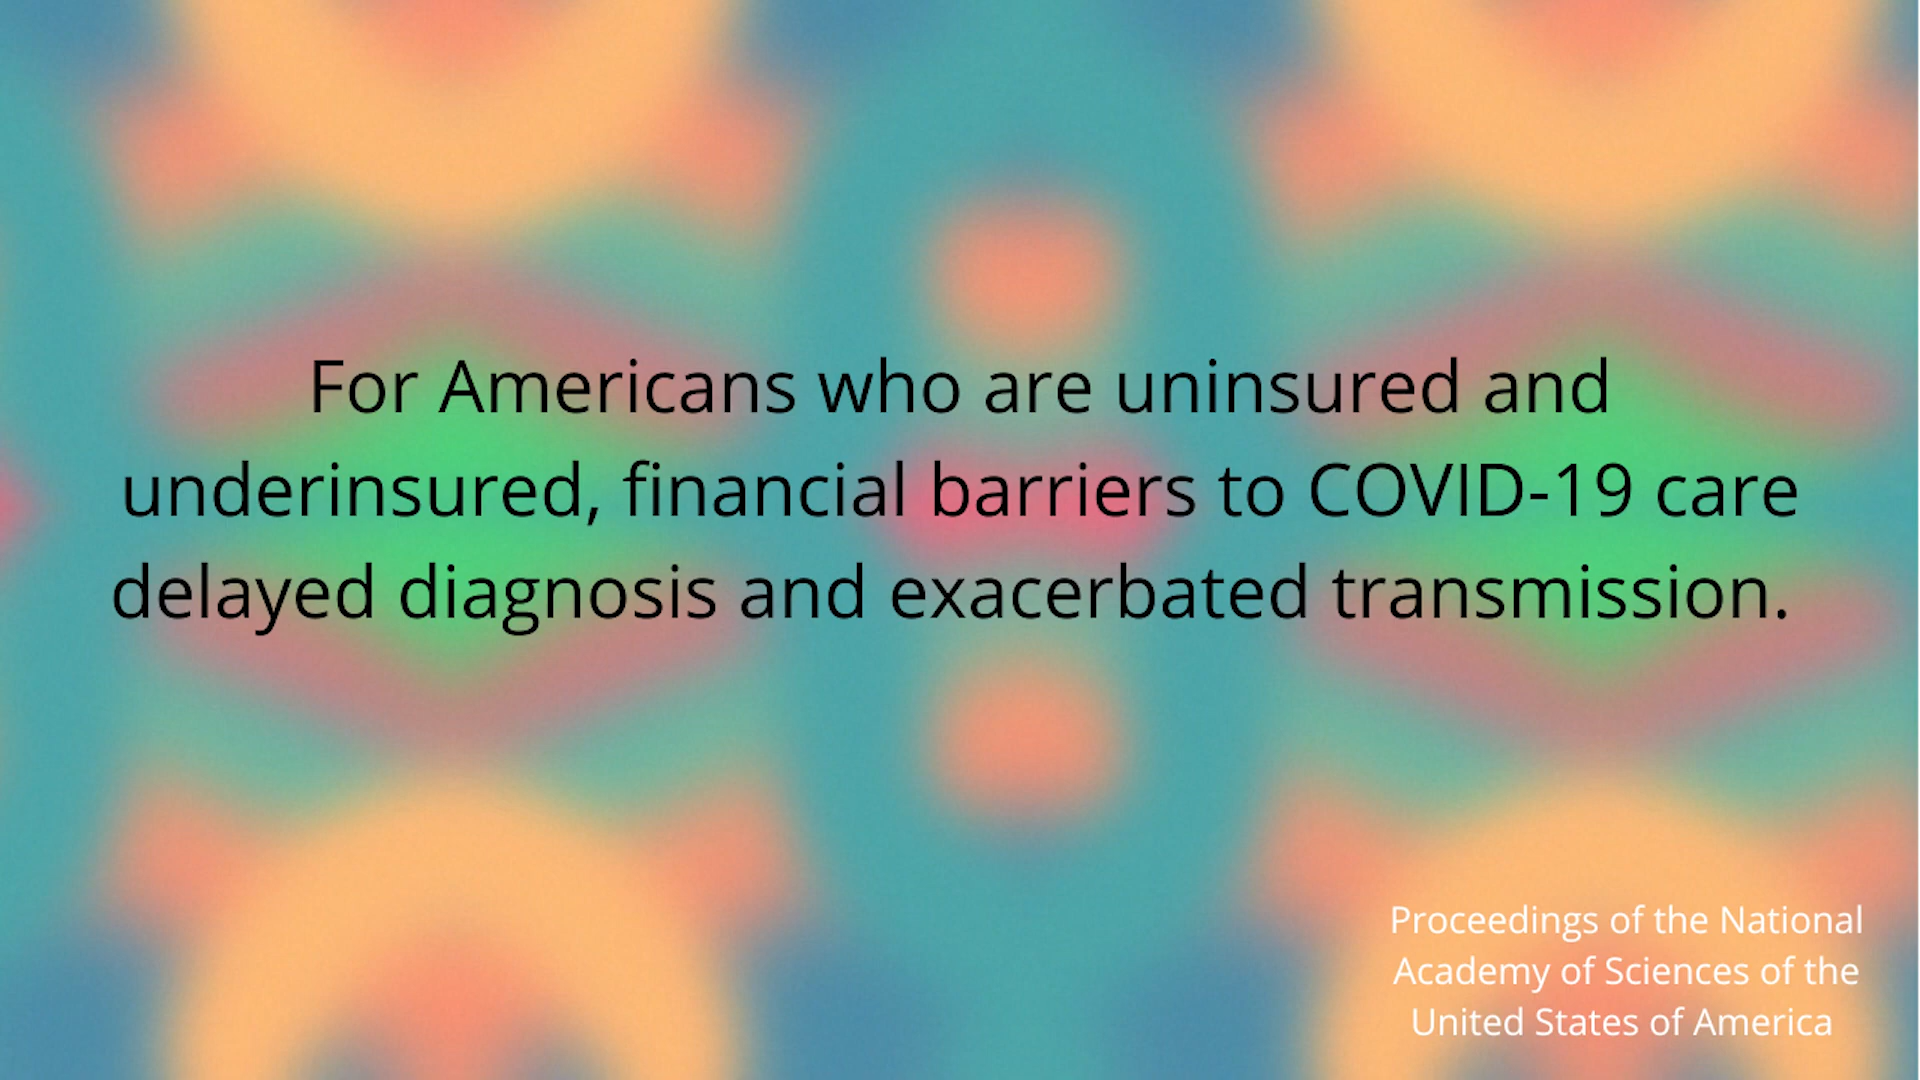 For Americans who are uninsured and
underinsured, financial barriers to COVID-19 care
delayed diagnosis and exacerbated transmission.
Proceedings of the National
Academy of Sciences of the
United States of America